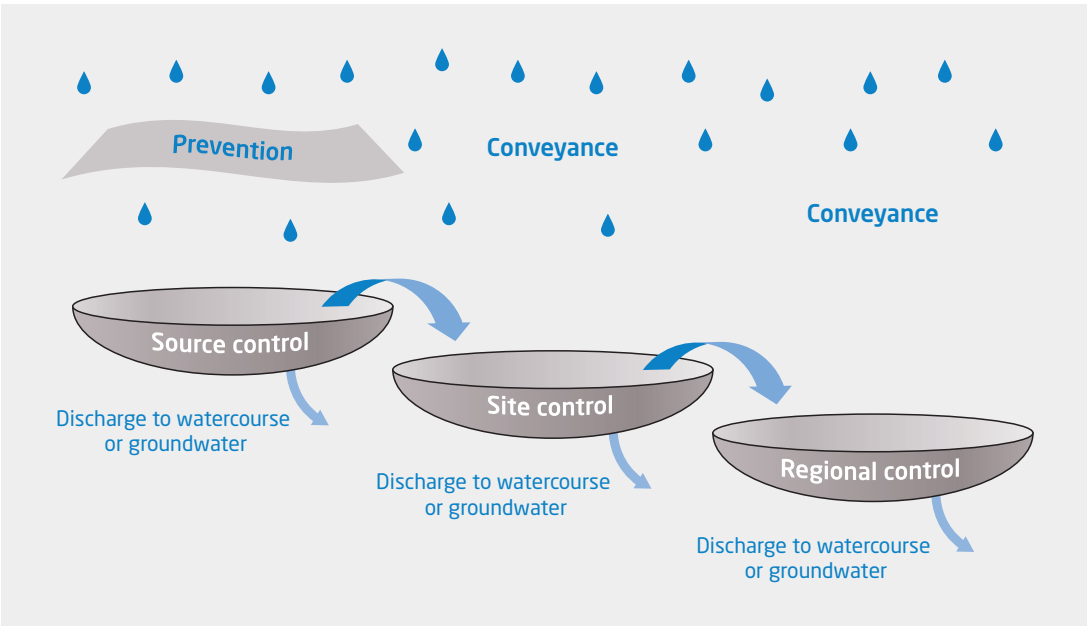 Prevention
Conveyance
Conveyance
Source control
Discharge to watercourse
or groundwater
Site control
Discharge to watercourse
or groundwater
Regional control
Discharge to watercourse
or groundwater